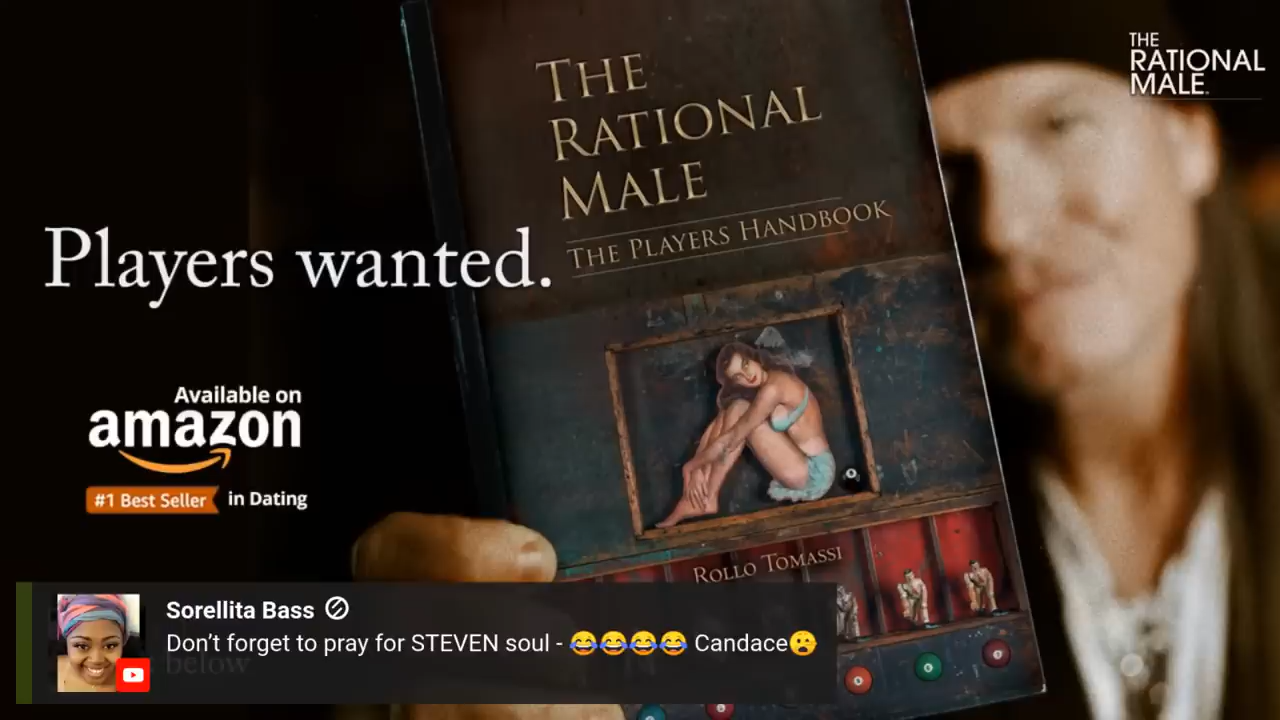 THE
RATIONAL
MALE
THE PLAYERS HANDBOOK
ROLLO TOMASSI
THE
RATIONAL
MALE
Players wanted.
Available on
amazon
#1 Best Seller in Dating
Sorellita Bass
Don’t forget to pray for STEVEN soul - 😂😂😂😂 Candace😮
below